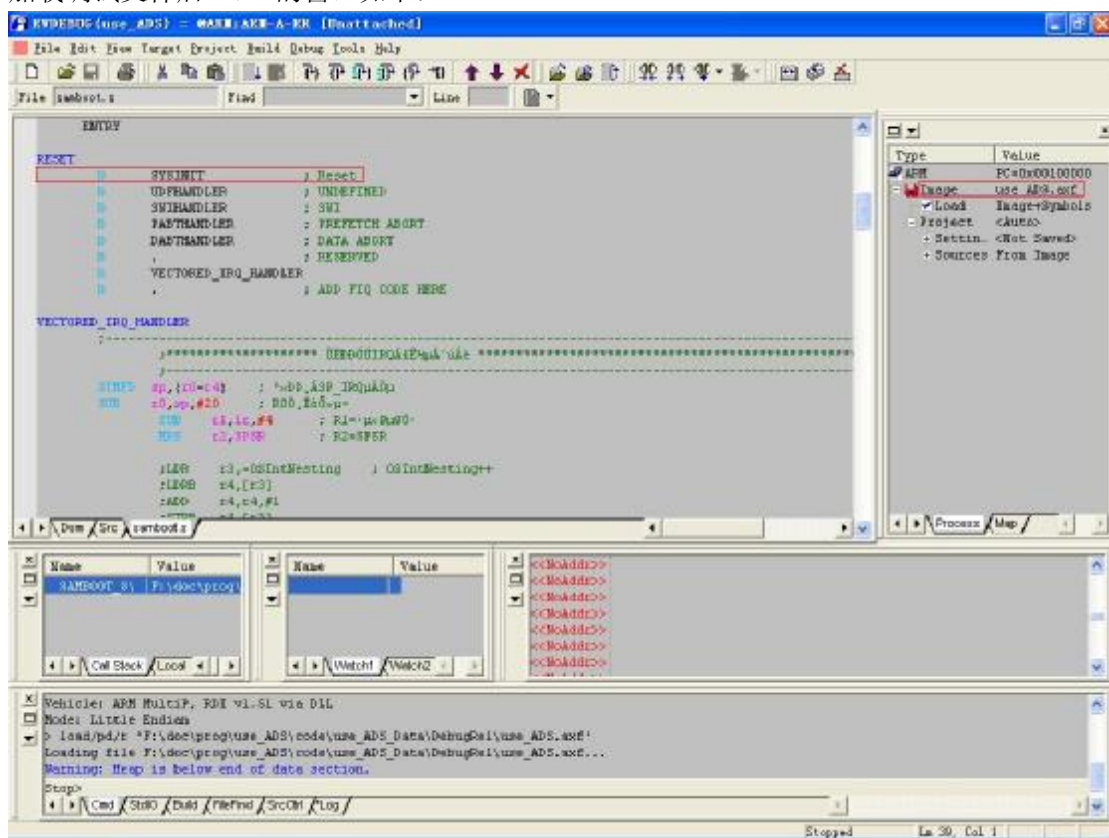 RVDEBUG(use_ADS) = @ARM:ARM-A-RR [Unattached]
File Edit View Target Project Build Debug Tools Help
File samboot.s Find Line
ENTRY
RESET
B SYSINIT ; Reset
B UDFHANDLER ; UNDEFINED
B SWIHANDLER ; SWI
B PABTHANDLER ; PREFETCH ABORT
B DABTHANDLER ; DATA ABORT
B . ; RESERVED
B VECTORED_IRQ_HANDLER
B . ; ADD FIQ CODE HERE
VECTORED_IRQ_HANDLER
STMFD sp,{r0-r4}
SUB r0,sp,#20
SUB r1,lr,#4
MRS r2,SPSR ; R2=SPSR
;LDR r3,=OSIntNesting ; OSIntNesting++
;LDRB r4,[r3]
;ADD r4,r4,#1
Dsm Src samboot.s
Type Value
ARM PC=0x00100000
Image use_ADS.axf
Load Image+Symbols
Project <Auto>
Settin… <Not Saved>
Sources From Image
Process Map
Name Value
SAMBOOT_S\ F:\doc\prog\
Call Stack Local
Name Value
Watch1 Watch2
<<NoAddr>>
<<NoAddr>>
<<NoAddr>>
<<NoAddr>>
<<NoAddr>>
<<NoAddr>>
<<NoAddr>>
Vehicle: ARM MultiP, RDI v1.51 via DLL
Mode: Little Endian
> load/pd/r 'F:\doc\prog\use_ADS\code\use_ADS_Data\DebugRel\use_ADS.axf'
Loading file F:\doc\prog\use_ADS\code\use_ADS_Data\DebugRel\use_ADS.axf...
Warning: Heap is below end of data section.
Stop>
Cmd StdIO Build FileFind SrcCtrl Log
Stopped Ln 39, Col 1